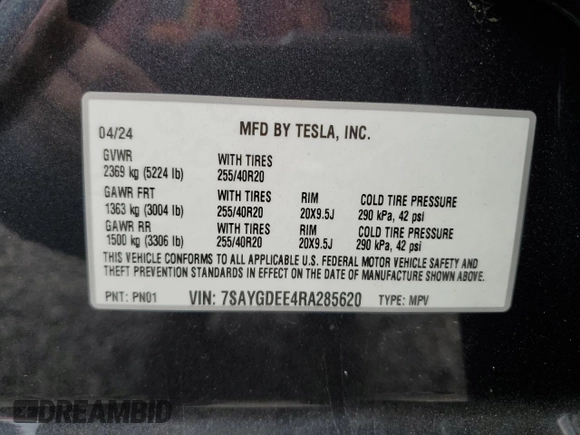 04/24 MFD BY TESLA, INC.
GVWR WITH TIRES
2369 kg (5224 lb) 255/40R20
GAWR FRT WITH TIRES RIM COLD TIRE PRESSURE
1363 kg (3004 lb) 255/40R20 20X9.5J 290 kPa, 42 psi
GAWR RR WITH TIRES RIM COLD TIRE PRESSURE
1500 kg (3306 lb) 255/40R20 20X9.5J 290 kPa, 42 psi
THIS VEHICLE CONFORMS TO ALL APPLICABLE U.S. FEDERAL MOTOR VEHICLE SAFETY AND
THEFT PREVENTION STANDARDS IN EFFECT ON THE DATE OF MANUFACTURE SHOWN ABOVE.
PNT: PN01 VIN: 7SAYGDEE4RA285620 TYPE: MPV
DREAMBID